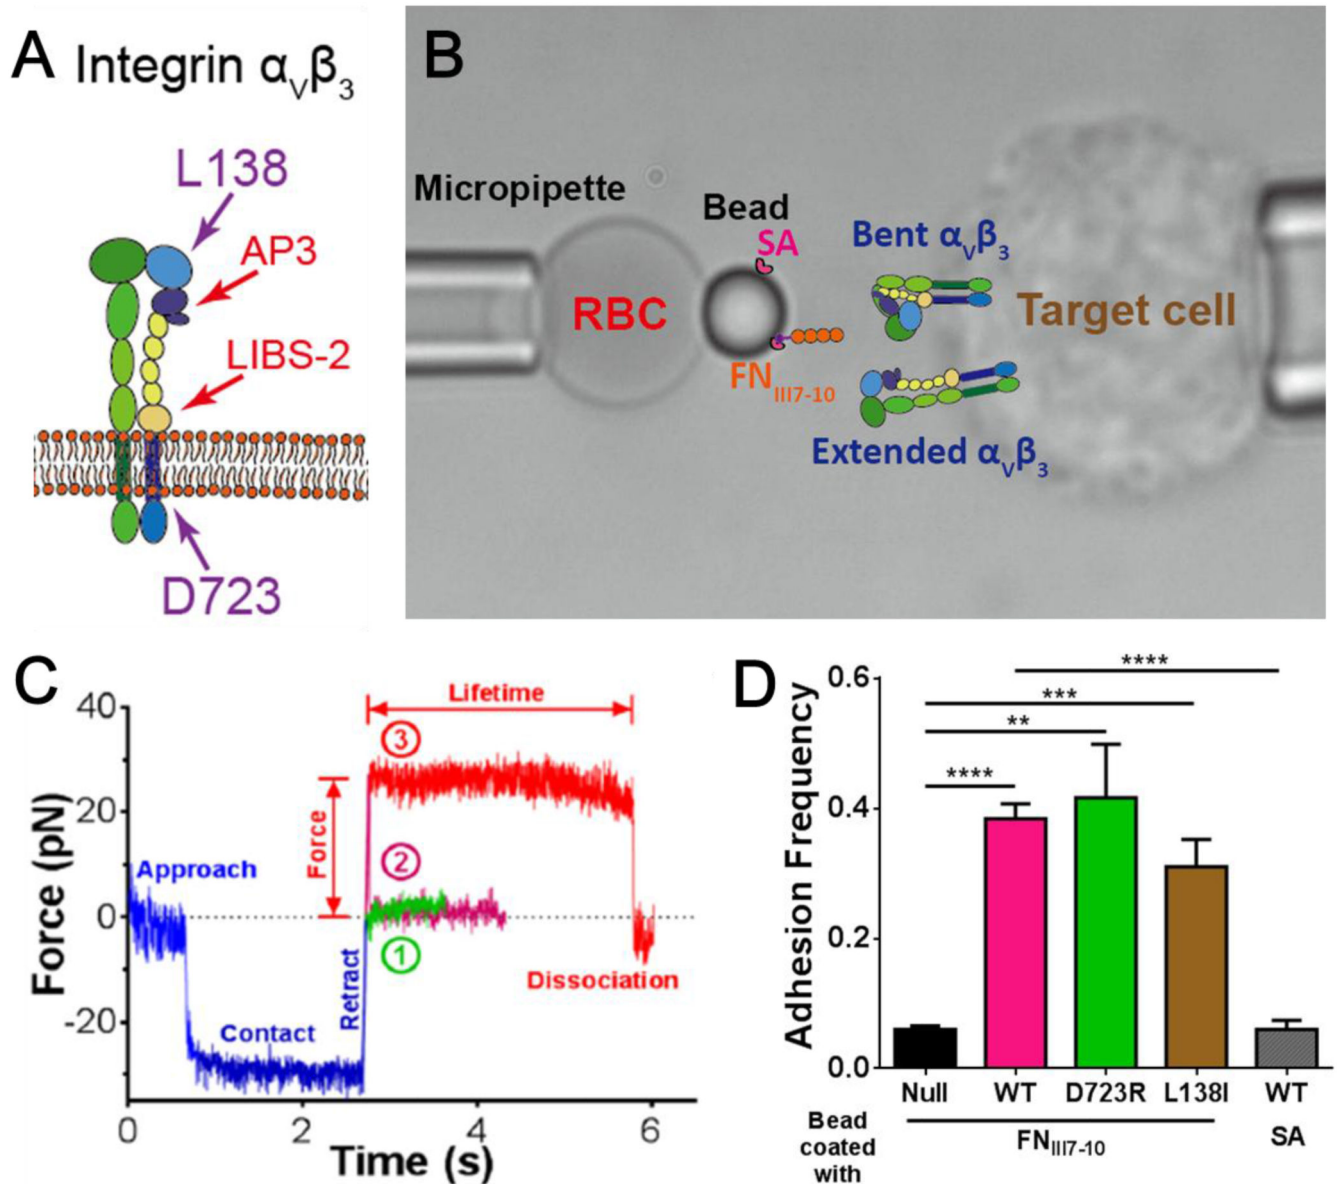 A Integrin αVβ3
L138
AP3
LIBS-2
D723
B
Micropipette
Bead
SA
Bent αVβ3
RBC
Target cell
FNIII7-10
Extended αVβ3
C
Lifetime
40
3
20
Force
Force (pN)
2
Approach
0
1
Retract
Dissociation
-20
Contact
0 2 4 6
Time (s)
D
0.6
****
***
**
****
0.4
Adhesion Frequency
0.2
0.0
Null WT D723R L138I WT
Bead
coated
with
FNIII7-10 SA